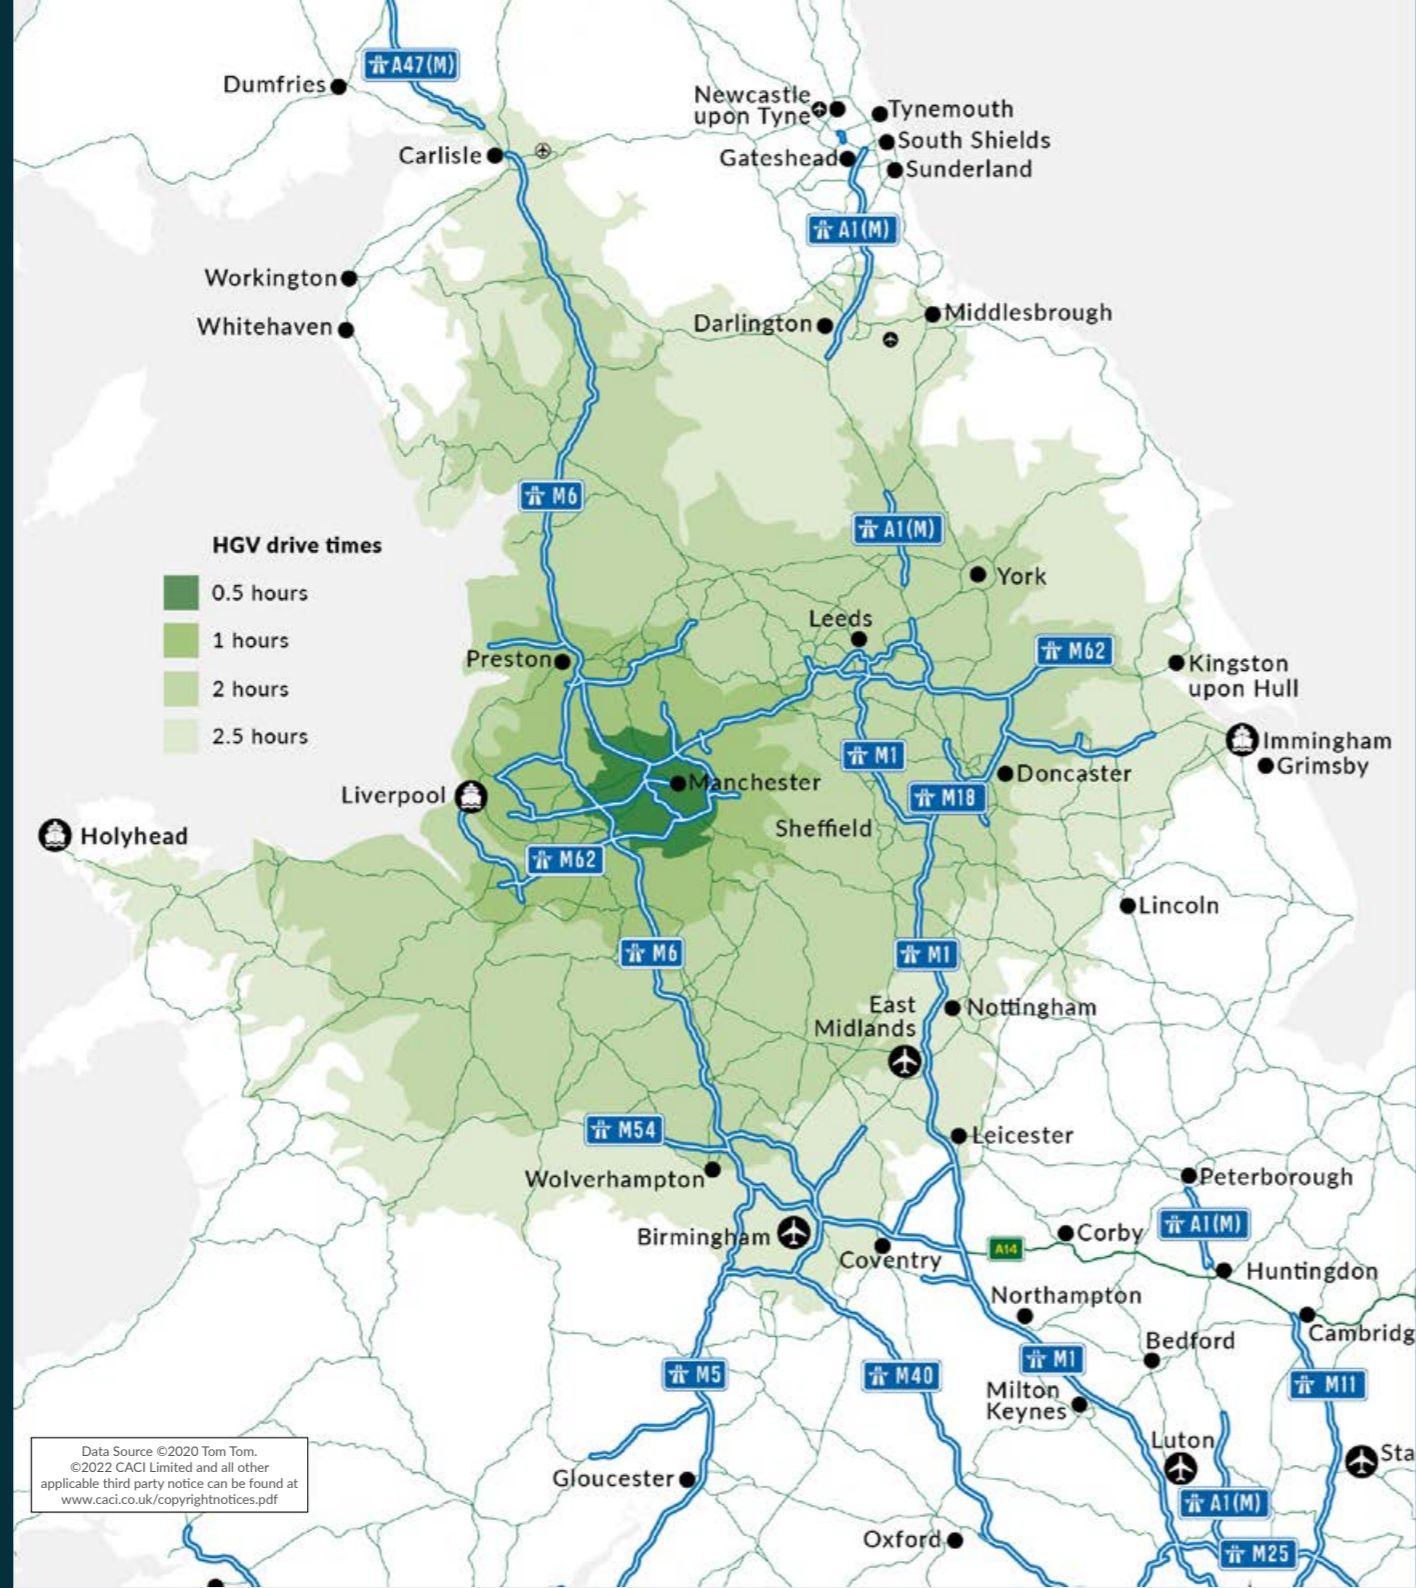 A47(M)
Dumfries
Newcastle
upon Tyne
Tynemouth
South Shields
Carlisle
Gateshead
Sunderland
A1(M)
Workington
Whitehaven
Darlington
Middlesbrough
M6
A1(M)
HGV drive times
0.5 hours
1 hours
2 hours
2.5 hours
York
Leeds
Preston
M62
Kingston
upon Hull
M1
Immingham
Grimsby
Doncaster
Manchester
Liverpool
M18
Sheffield
Holyhead
M62
Lincoln
M6
M1
East
Midlands
Nottingham
M54
Leicester
Wolverhampton
Peterborough
A1(M)
Birmingham
Coventry
A14
Corby
Huntingdon
Northampton
Cambridg
Bedford
M5
M40
M1
M11
Milton
Keynes
Luton
Sta
Data Source ©2020 Tom Tom.
©2022 CACI Limited and all other
applicable third party notice can be found at
www.caci.co.uk/copyrightnotices.pdf
Gloucester
A1(M)
Oxford
M25